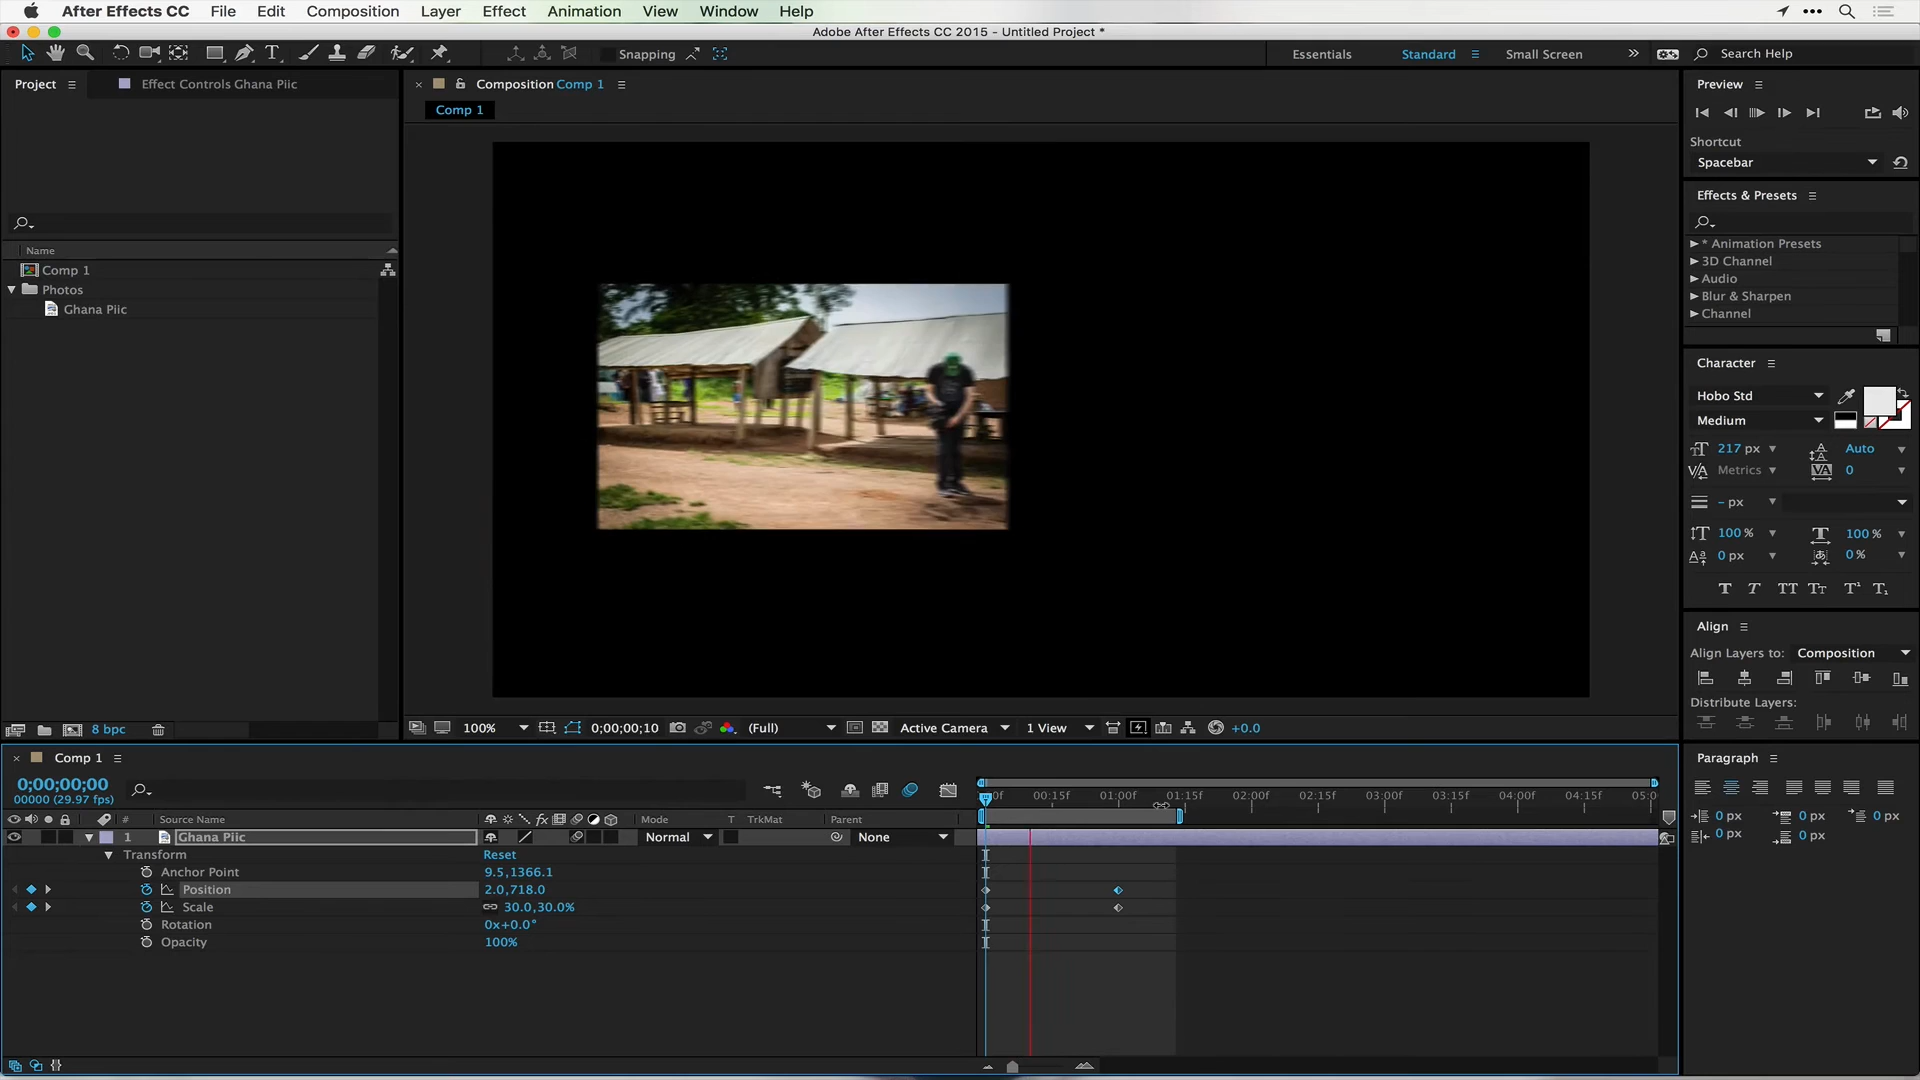 After Effects CC File Edit Composition Layer Effect Animation View Window Help
Adobe After Effects CC 2015 - Untitled Project *
Snapping
Essentials Standard Small Screen Search Help
Project Effect Controls Ghana Piic
Composition Comp 1
Comp 1
Name
Comp 1
Photos
Ghana Piic
8 bpc
100% 0;00;00;10 (Full) Active Camera 1 View +0.0
Preview
Shortcut
Spacebar
Effects & Presets
* Animation Presets
3D Channel
Audio
Blur & Sharpen
Channel
Character
Hobo Std
Medium
217 px Auto
Metrics 0
- px
100 % 100 %
0 px 0 %
T T TT TT T¹ T₁
Align
Align Layers to: Composition
Distribute Layers:
Paragraph
0 px 0 px 0 px
0 px 0 px
Comp 1
0;00;00;00
00000 (29.97 fps)
00:15f 01:00f 01:15f 02:00f 02:15f 03:00f 03:15f 04:00f 04:15f
# Source Name Mode T TrkMat Parent
1 Ghana Piic Normal None
Transform Reset
Anchor Point 9.5,1366.1
Position 2.0,718.0
Scale 30.0,30.0%
Rotation 0x+0.0°
Opacity 100%